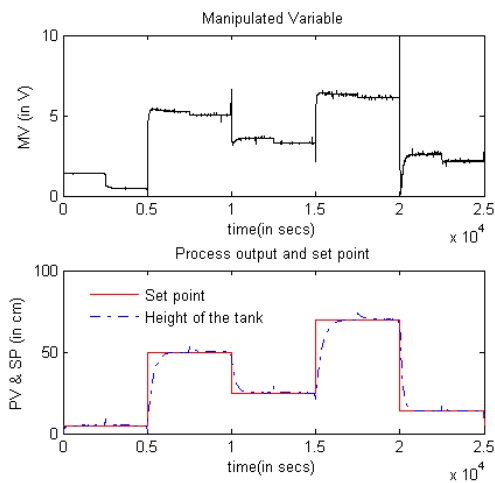 Manipulated Variable
10
5
0
MV (in V)
0 0.5 1 1.5 2 2.5
time(in secs)
x 10^4
Process output and set point
100
50
0
PV & SP (in cm)
Set point
Height of the tank
0 0.5 1 1.5 2 2.5
time(in secs)
x 10^4